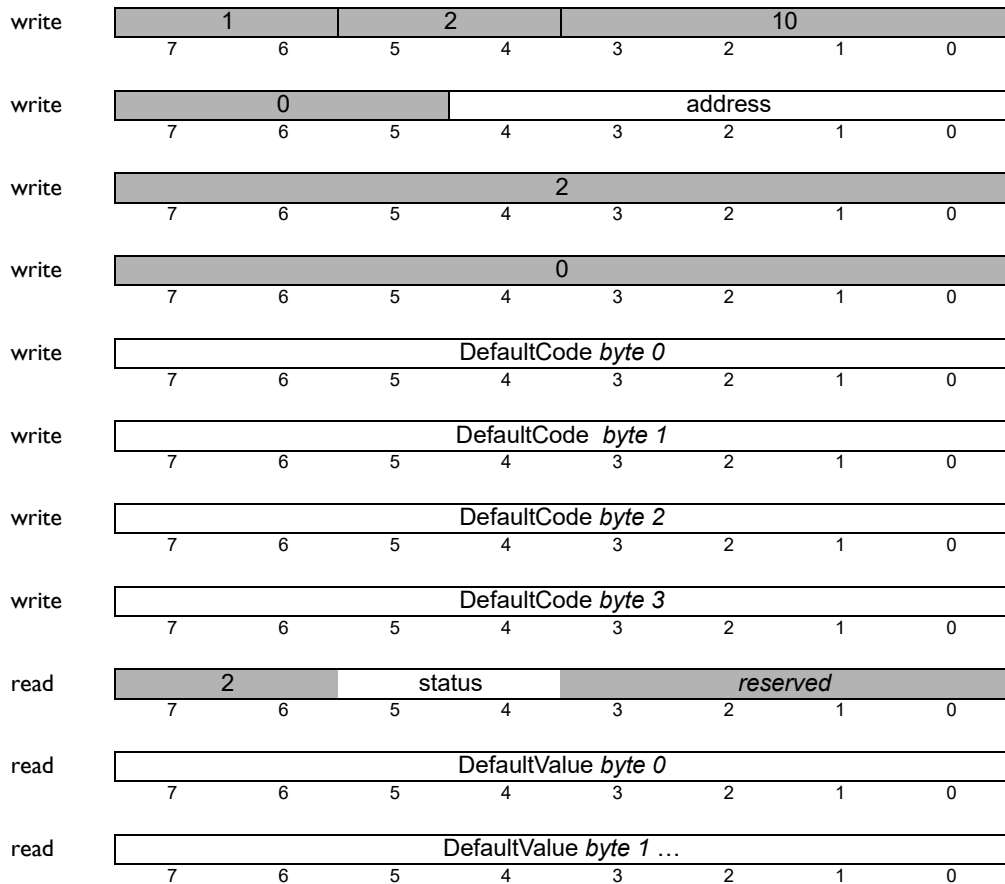 write 1 2 10
7 6 5 4 3 2 1 0
write 0 address
7 6 5 4 3 2 1 0
write 2
7 6 5 4 3 2 1 0
write 0
7 6 5 4 3 2 1 0
write DefaultCode byte 0
7 6 5 4 3 2 1 0
write DefaultCode byte 1
7 6 5 4 3 2 1 0
write DefaultCode byte 2
7 6 5 4 3 2 1 0
write DefaultCode byte 3
7 6 5 4 3 2 1 0
read 2 status reserved
7 6 5 4 3 2 1 0
read DefaultValue byte 0
7 6 5 4 3 2 1 0
read DefaultValue byte 1 …
7 6 5 4 3 2 1 0